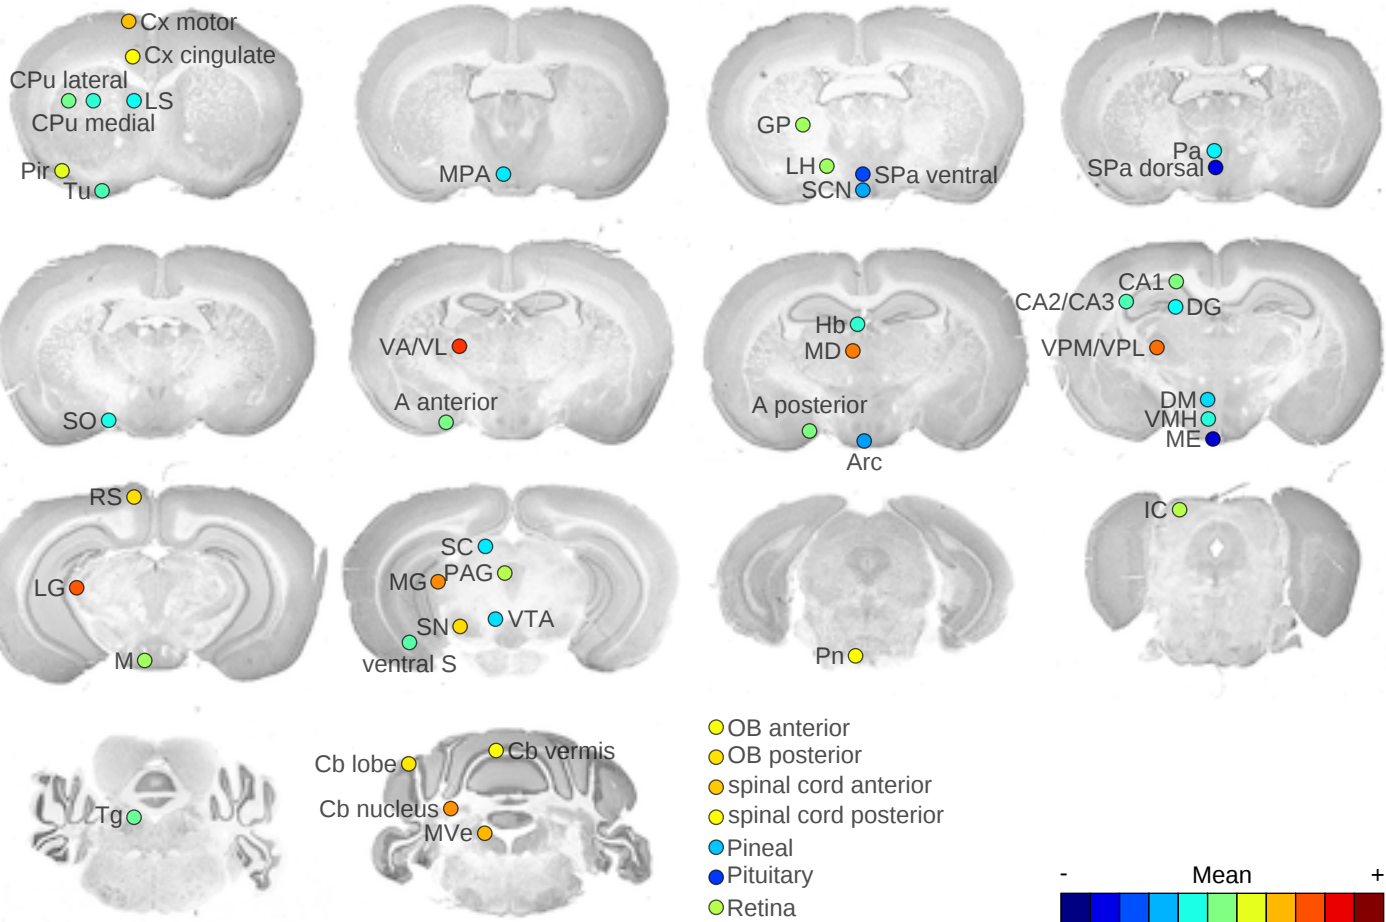 Cx motor
Cx cingulate
CPu lateral
LS
CPu medial
Pir
Tu
MPA
GP
LH
SPa ventral
SCN
Pa
SPa dorsal
SO
VA/VL
A anterior
Hb
MD
A posterior
Arc
CA1
CA2/CA3
DG
VPM/VPL
DM
VMH
ME
RS
LG
M
SC
MG
PAG
SN
VTA
ventral S
Pn
IC
Tg
Cb lobe
Cb vermis
Cb nucleus
MVe
OB anterior
OB posterior
spinal cord anterior
spinal cord posterior
Pineal
Pituitary
Retina
- Mean +